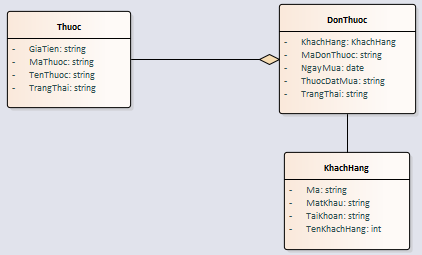 Thuoc
- GiaTien: string
- MaThuoc: string
- TenThuoc: string
- TrangThai: string
DonThuoc
- KhachHang: KhachHang
- MaDonThuoc: string
- NgayMua: date
- ThuocDatMua: string
- TrangThai: string
KhachHang
- Ma: string
- MatKhau: string
- TaiKhoan: string
- TenKhachHang: int